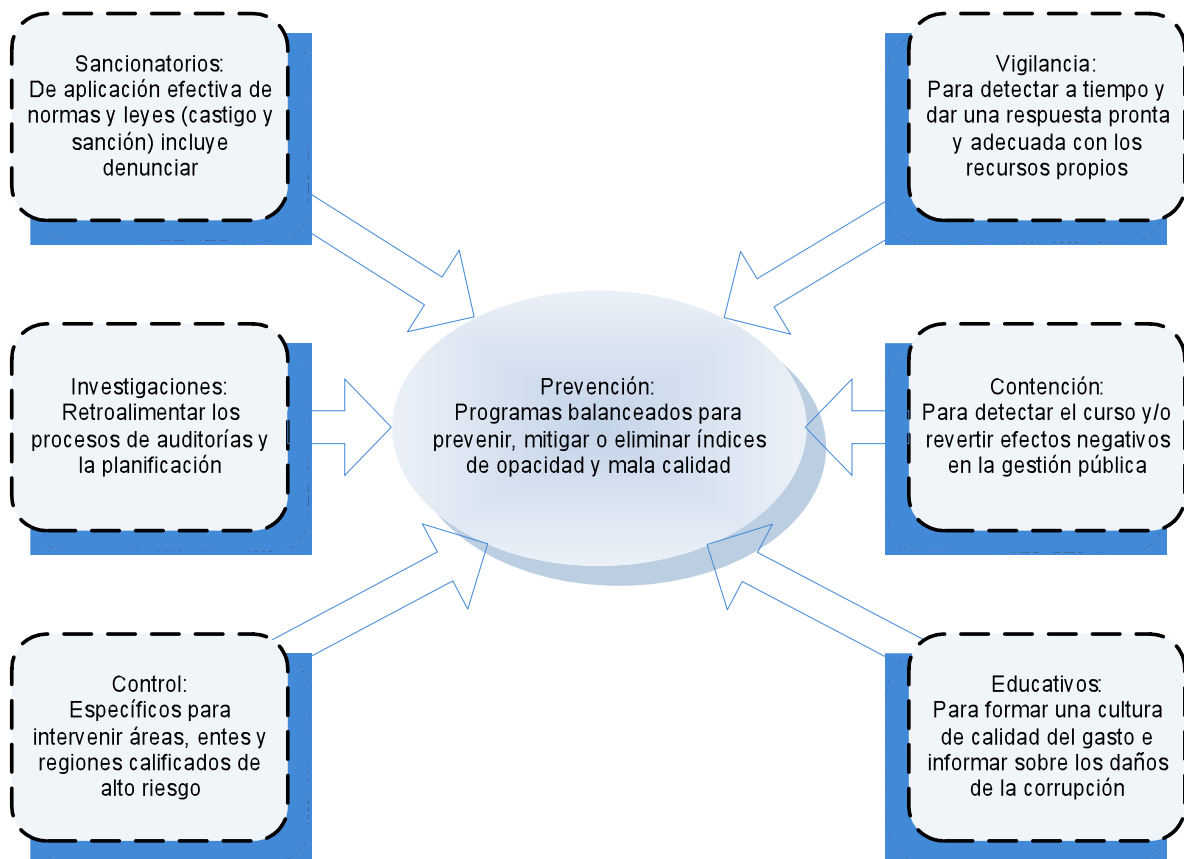 Sancionatorios:
De aplicación efectiva de
normas y leyes (castigo y
sanción) incluye
denunciar
Vigilancia:
Para detectar a tiempo y
dar una respuesta pronta
y adecuada con los
recursos propios
Investigaciones:
Retroalimentar los
procesos de auditorías y
la planificación
Prevención:
Programas balanceados para
prevenir, mitigar o eliminar índices
de opacidad y mala calidad
Contención:
Para detectar el curso y/o
revertir efectos negativos
en la gestión pública
Control:
Específicos para
intervenir áreas, entes y
regiones calificados de
alto riesgo
Educativos:
Para formar una cultura
de calidad del gasto e
informar sobre los daños
de la corrupción